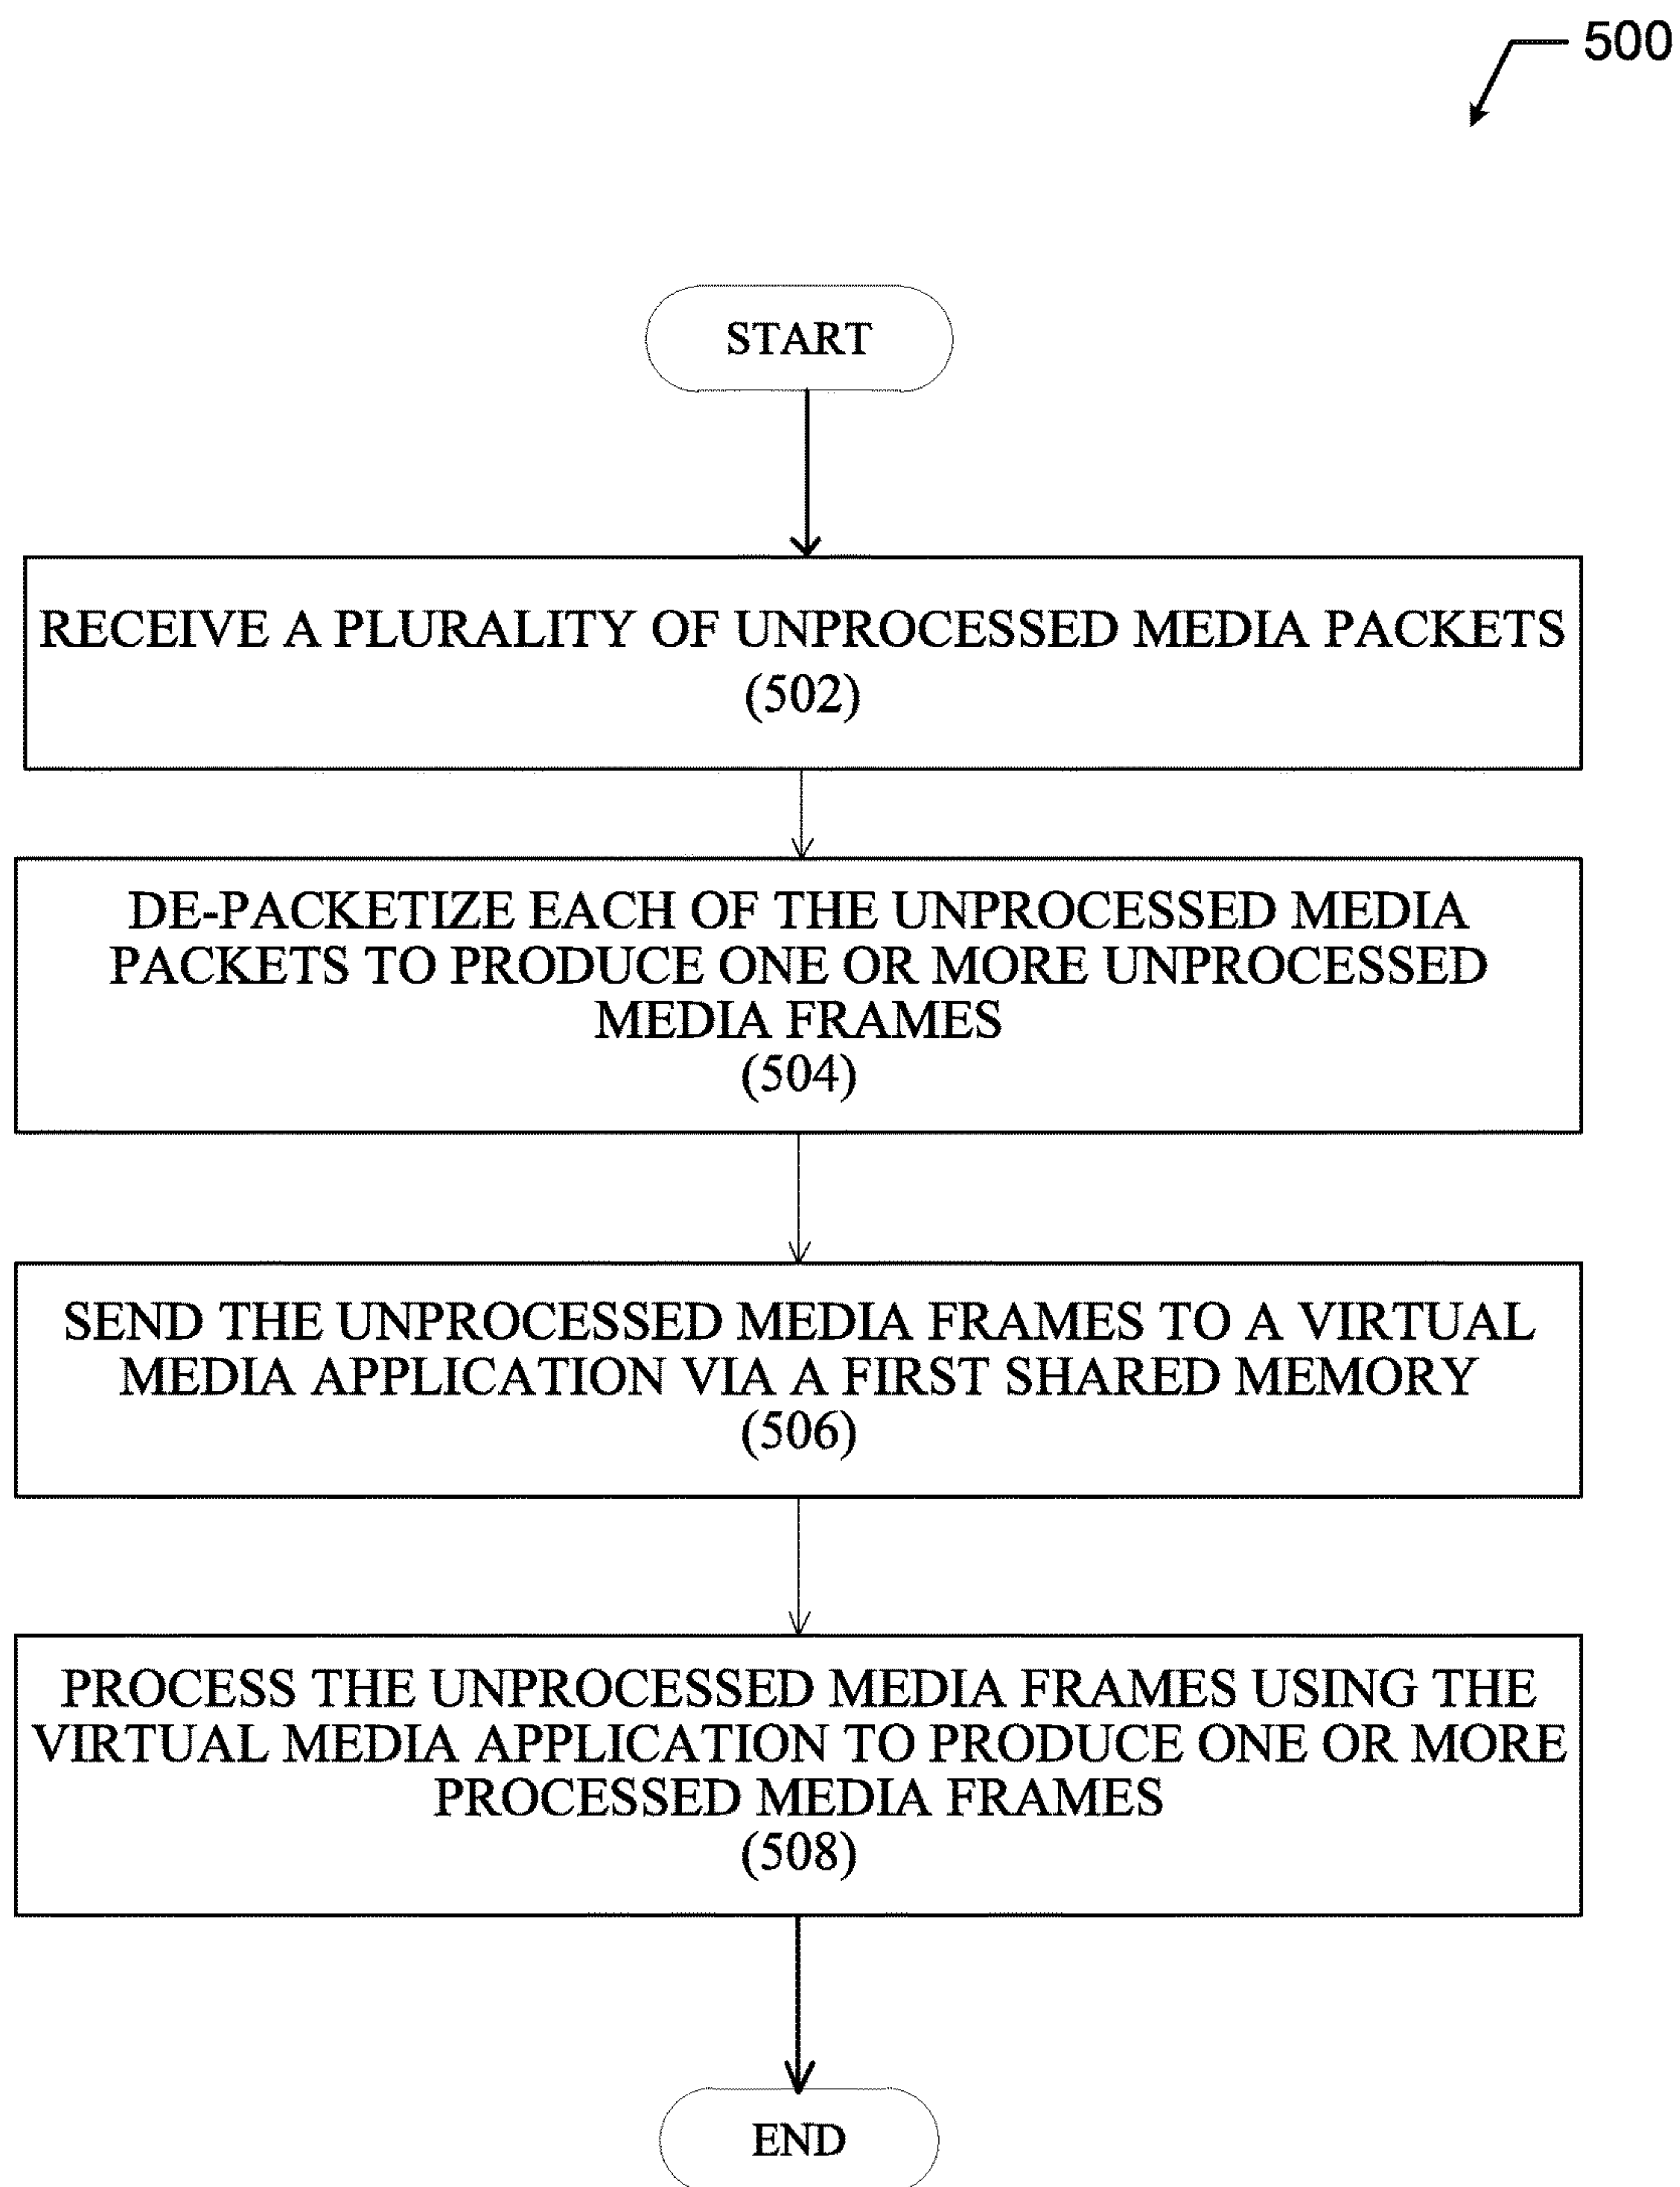 500
START
RECEIVE A PLURALITY OF UNPROCESSED MEDIA PACKETS
(502)
DE-PACKETIZE EACH OF THE UNPROCESSED MEDIA
PACKETS TO PRODUCE ONE OR MORE UNPROCESSED
MEDIA FRAMES
(504)
SEND THE UNPROCESSED MEDIA FRAMES TO A VIRTUAL
MEDIA APPLICATION VIA A FIRST SHARED MEMORY
(506)
PROCESS THE UNPROCESSED MEDIA FRAMES USING THE
VIRTUAL MEDIA APPLICATION TO PRODUCE ONE OR MORE
PROCESSED MEDIA FRAMES
(508)
END